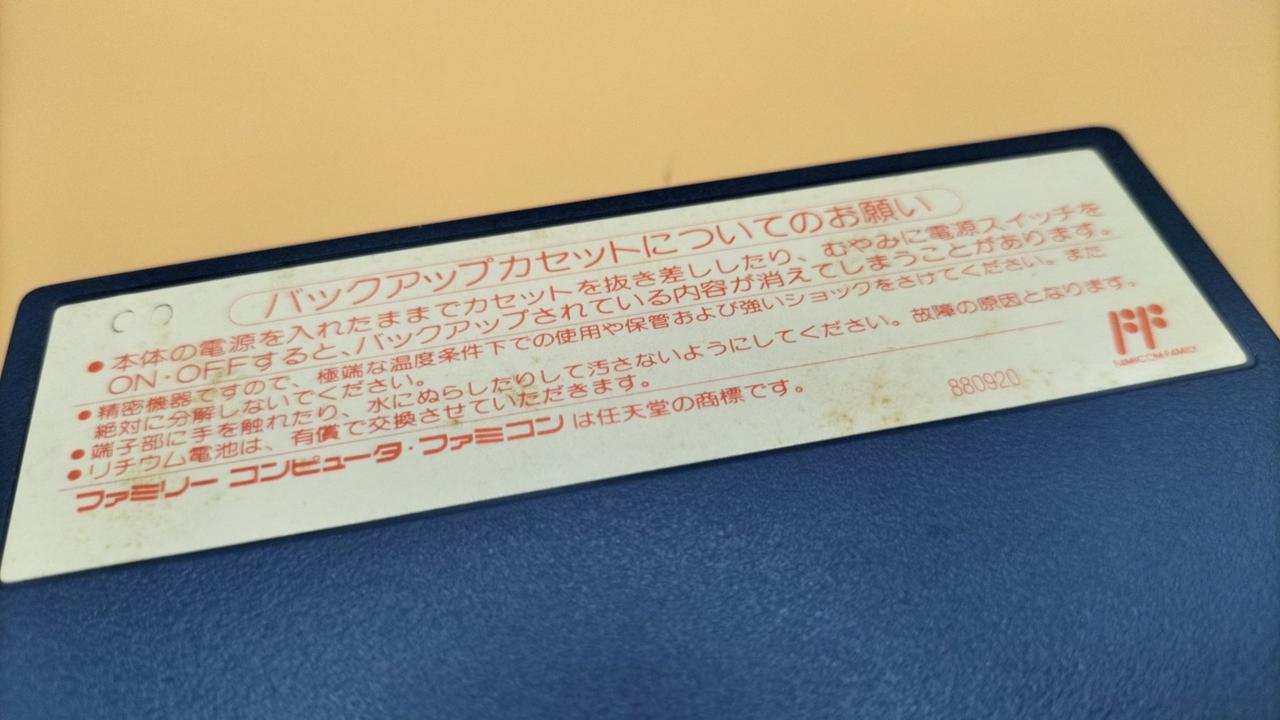 バックアップカセットについてのお願い
●本体の電源を入れたままでカセットを抜き差ししたり、むやみに電源スイッチを
ON・OFFすると、バックアップされている内容が消えてしまうことがあります。
●精密機器ですので、極端な温度条件下での使用や保管および強いショックをさけてください。また
絶対に分解しないでください。
●端子部に手を触れたり、水にぬらしたりして汚さないようにしてください。故障の原因となります。
●リチウム電池は、有償で交換させていただきます。
ファミリー コンピュータ・ファミコン は任天堂の商標です。
880920
FF
FAMICOM FAMILY